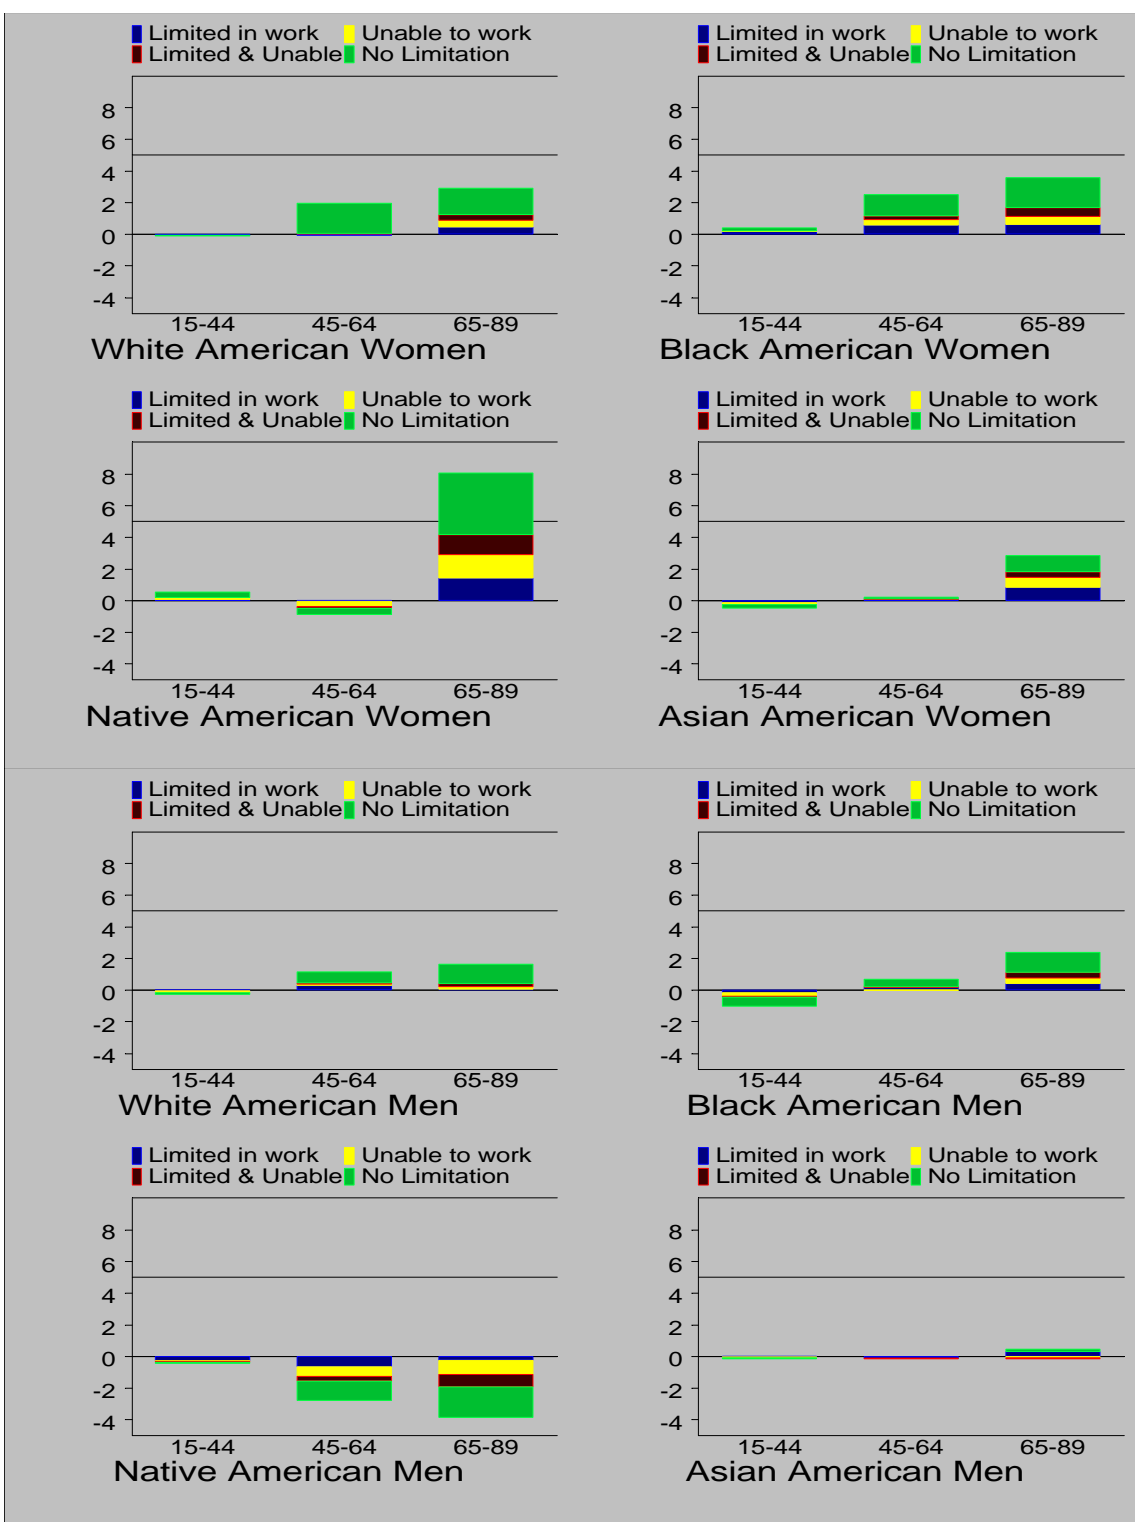 Limited in work Unable to work
Limited & Unable No Limitation
8
6
4
2
0
-2
-4
15-44 45-64 65-89
White American Women
Limited in work Unable to work
Limited & Unable No Limitation
8
6
4
2
0
-2
-4
15-44 45-64 65-89
Black American Women
Limited in work Unable to work
Limited & Unable No Limitation
8
6
4
2
0
-2
-4
15-44 45-64 65-89
Native American Women
Limited in work Unable to work
Limited & Unable No Limitation
8
6
4
2
0
-2
-4
15-44 45-64 65-89
Asian American Women
Limited in work Unable to work
Limited & Unable No Limitation
8
6
4
2
0
-2
-4
15-44 45-64 65-89
White American Men
Limited in work Unable to work
Limited & Unable No Limitation
8
6
4
2
0
-2
-4
15-44 45-64 65-89
Black American Men
Limited in work Unable to work
Limited & Unable No Limitation
8
6
4
2
0
-2
-4
15-44 45-64 65-89
Native American Men
Limited in work Unable to work
Limited & Unable No Limitation
8
6
4
2
0
-2
-4
15-44 45-64 65-89
Asian American Men